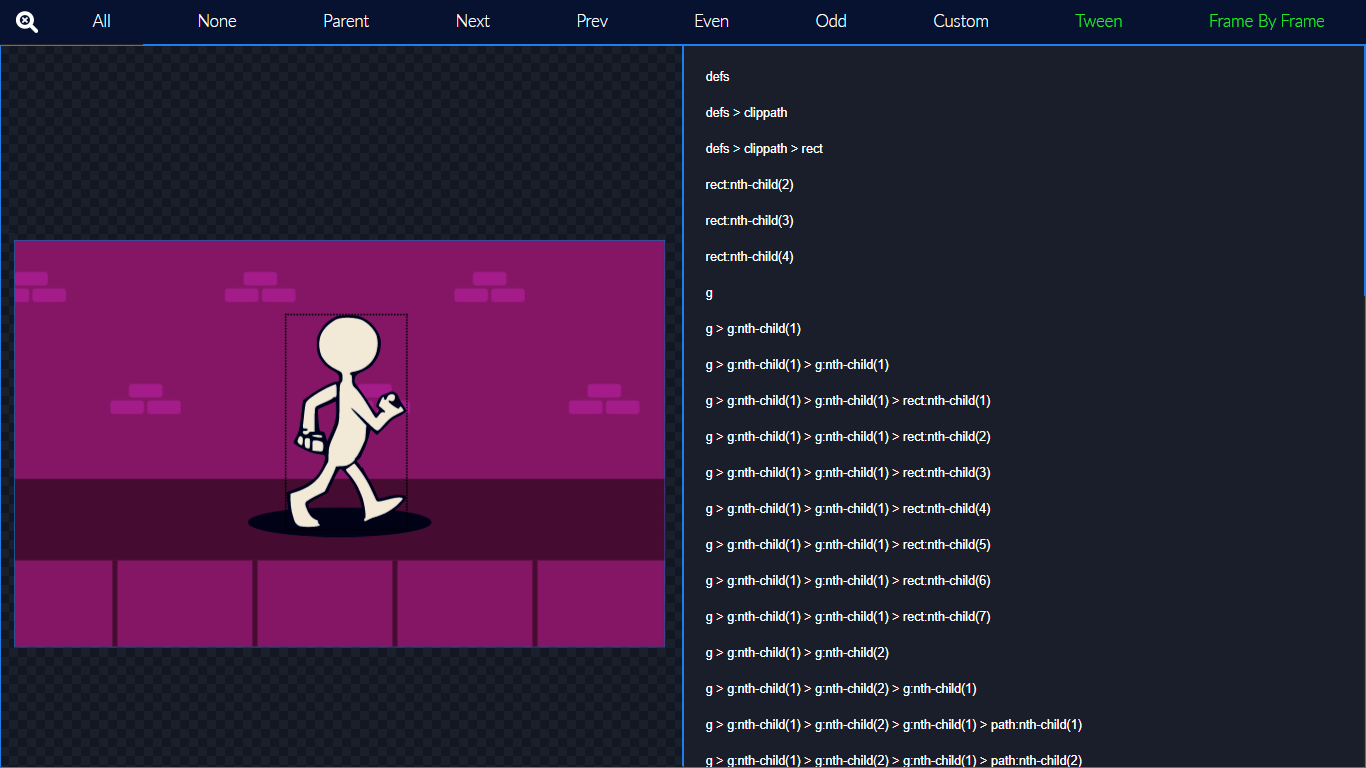 All None Parent Next Prev Even Odd Custom Tween Frame By Frame
defs
defs > clippath
defs > clippath > rect
rect:nth-child(2)
rect:nth-child(3)
rect:nth-child(4)
g
g > g:nth-child(1)
g > g:nth-child(1) > g:nth-child(1)
g > g:nth-child(1) > g:nth-child(1) > rect:nth-child(1)
g > g:nth-child(1) > g:nth-child(1) > rect:nth-child(2)
g > g:nth-child(1) > g:nth-child(1) > rect:nth-child(3)
g > g:nth-child(1) > g:nth-child(1) > rect:nth-child(4)
g > g:nth-child(1) > g:nth-child(1) > rect:nth-child(5)
g > g:nth-child(1) > g:nth-child(1) > rect:nth-child(6)
g > g:nth-child(1) > g:nth-child(1) > rect:nth-child(7)
g > g:nth-child(1) > g:nth-child(2)
g > g:nth-child(1) > g:nth-child(2) > g:nth-child(1)
g > g:nth-child(1) > g:nth-child(2) > g:nth-child(1) > path:nth-child(1)
g > g:nth-child(1) > g:nth-child(2) > g:nth-child(1) > path:nth-child(2)